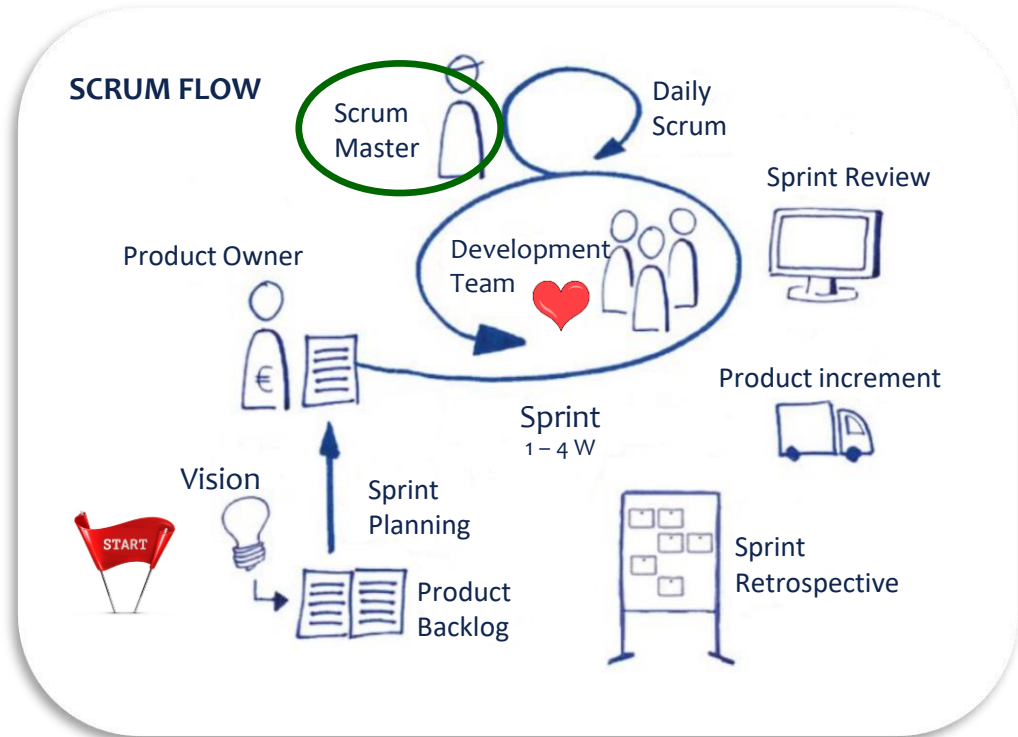 SCRUM FLOW
Scrum
Master
Daily
Scrum
Sprint Review
Product Owner
Development
Team
€
Product increment
Sprint
1 – 4 W
Vision
Sprint
Planning
START
Product
Backlog
Sprint
Retrospective